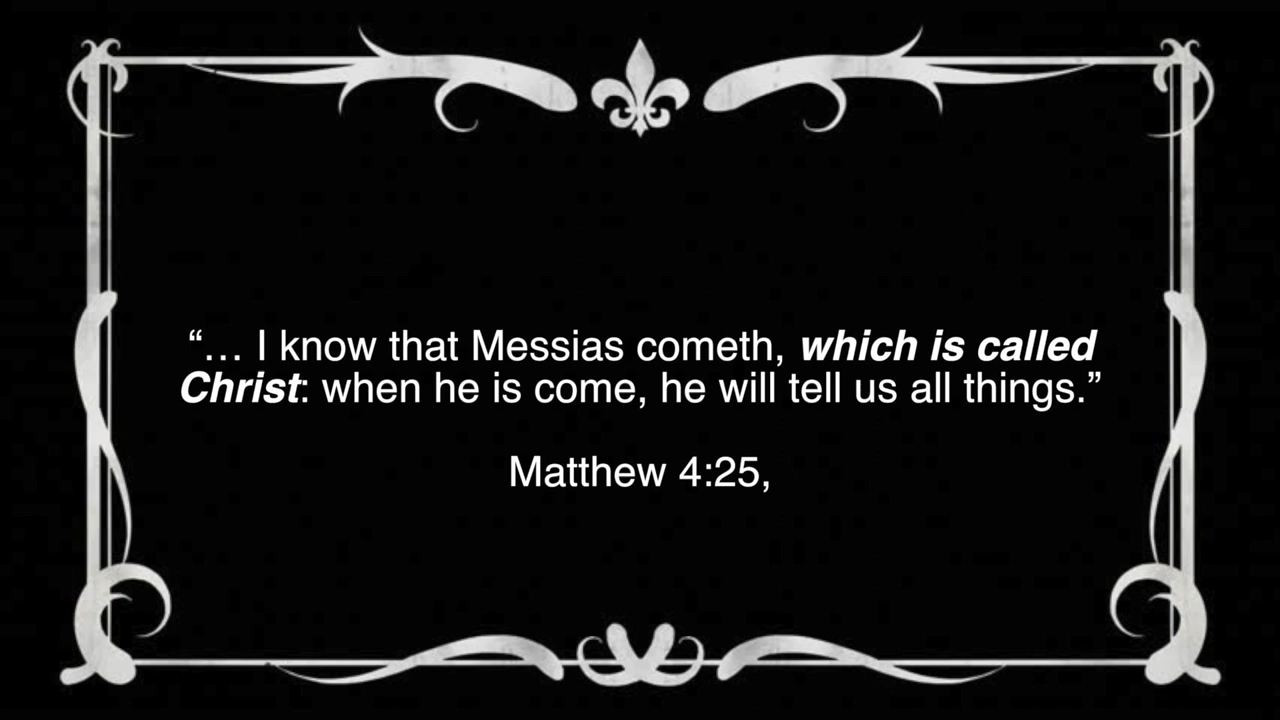 “… I know that Messias cometh, which is called
Christ: when he is come, he will tell us all things.”
Matthew 4:25,